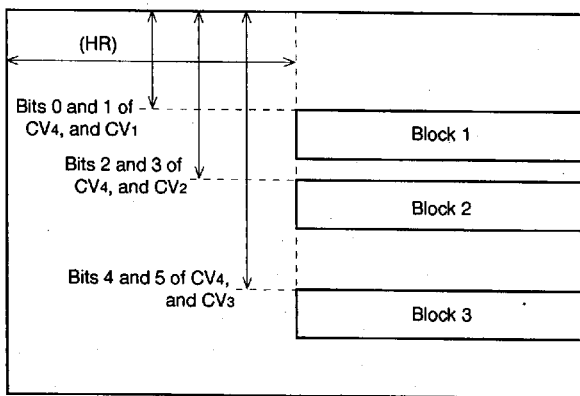 (HR)
Bits 0 and 1 of
CV4, and CV1
Block 1
Bits 2 and 3 of
CV4, and CV2
Block 2
Bits 4 and 5 of CV4,
and CV3
Block 3